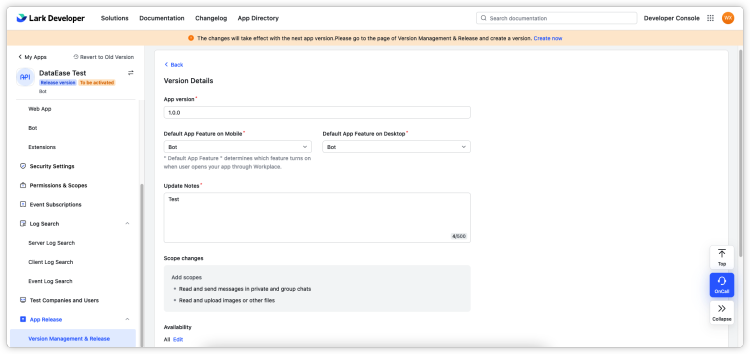 Lark Developer
Solutions
Documentation
Changelog
App Directory
Search documentation
Developer Console
WX
The changes will take effect with the next app version.Please go to the page of Version Management & Release and create a version. Create now
My Apps
Revert to Old Version
API
DataEase Test
Release version
To be activated
Bot
Web App
Bot
Extensions
Security Settings
Permissions & Scopes
Event Subscriptions
Log Search
Server Log Search
Client Log Search
Event Log Search
Test Companies and Users
App Release
Version Management & Release
Back
Version Details
App version*
1.0.0
Default App Feature on Mobile*
Default App Feature on Desktop*
Bot
Bot
" Default App Feature " determines which feature turns on
when user opens your app through Workplace.
Update Notes*
Test
4/500
Scope changes
Add scopes
Read and send messages in private and group chats
Read and upload images or other files
Availability
All Edit
Top
OnCall
Collapse